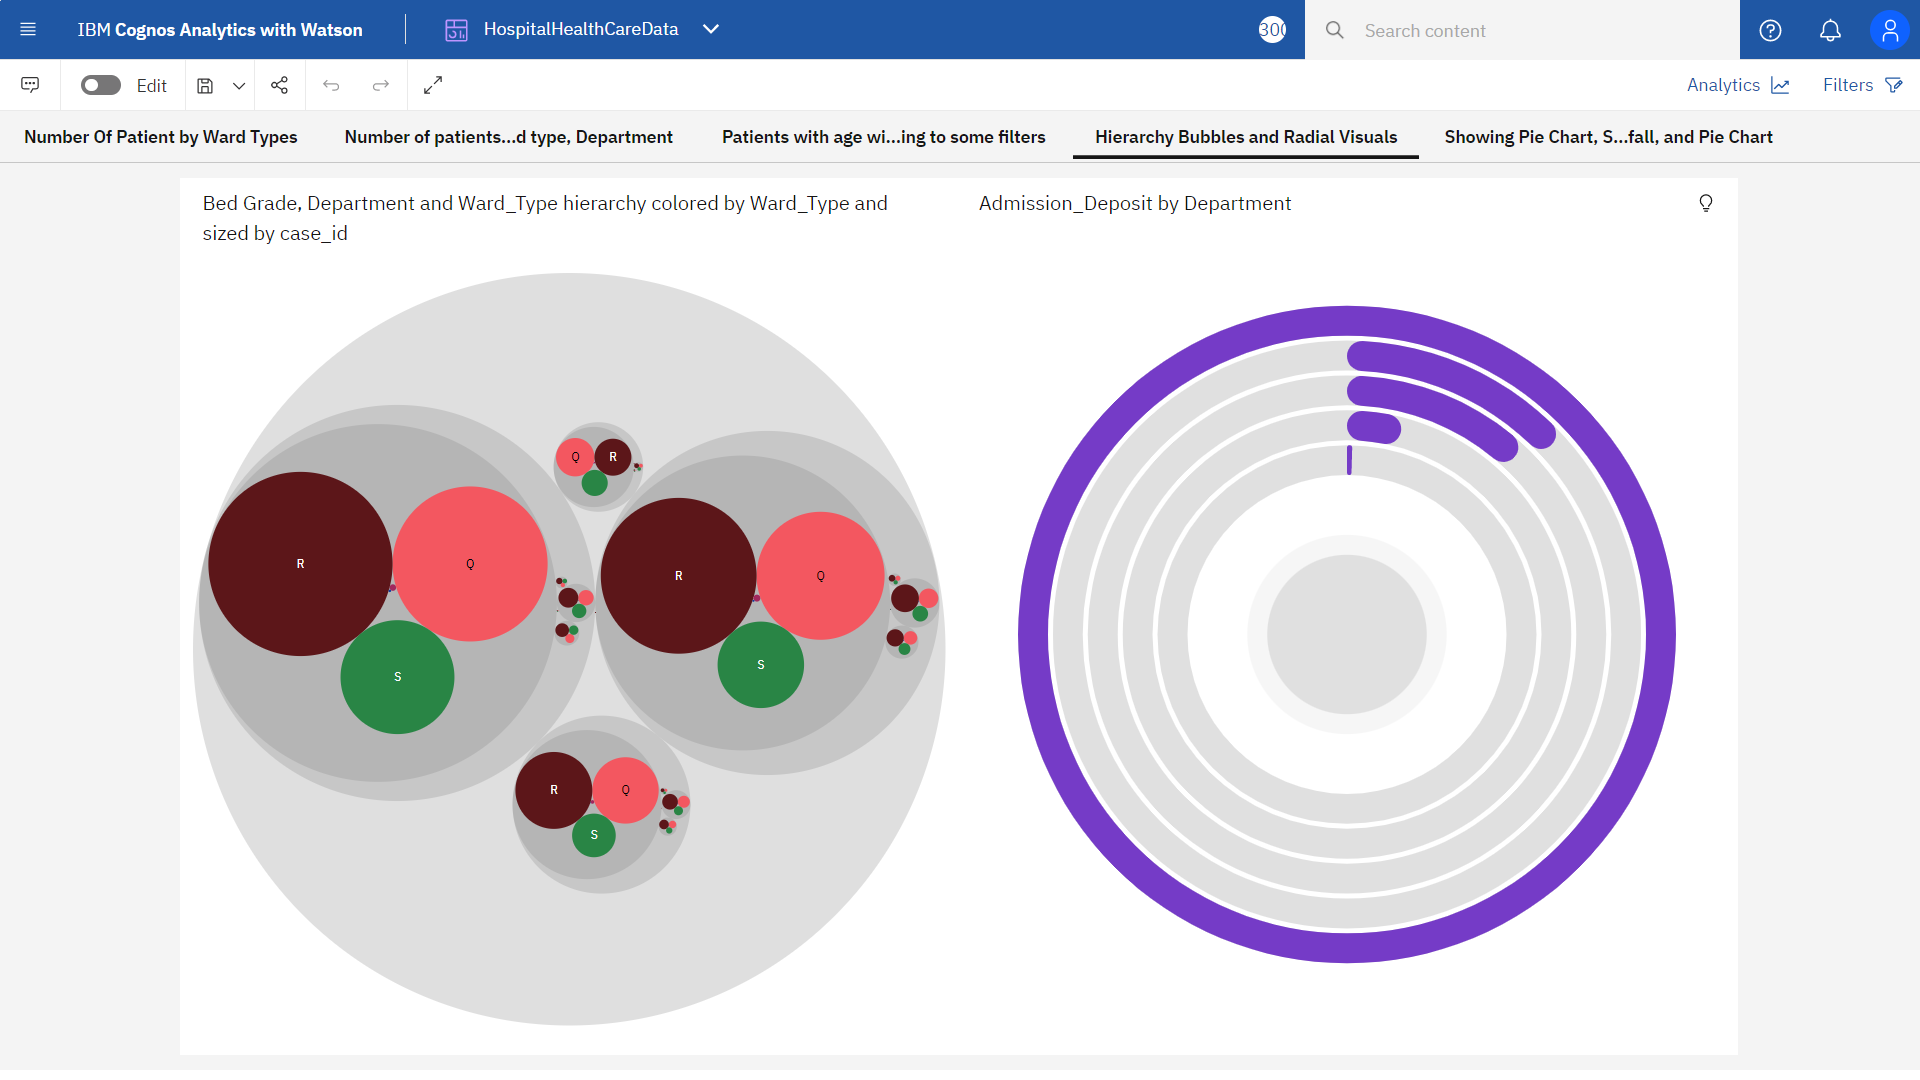 IBM Cognos Analytics with Watson
HospitalHealthCareData
300
Search content
Edit
Analytics
Filters
Number Of Patient by Ward Types
Number of patients...d type, Department
Patients with age wi...ing to some filters
Hierarchy Bubbles and Radial Visuals
Showing Pie Chart, S...fall, and Pie Chart
Bed Grade, Department and Ward_Type hierarchy colored by Ward_Type and
sized by case_id
Admission_Deposit by Department
Q
R
R
Q
S
R
Q
S
R
Q
S